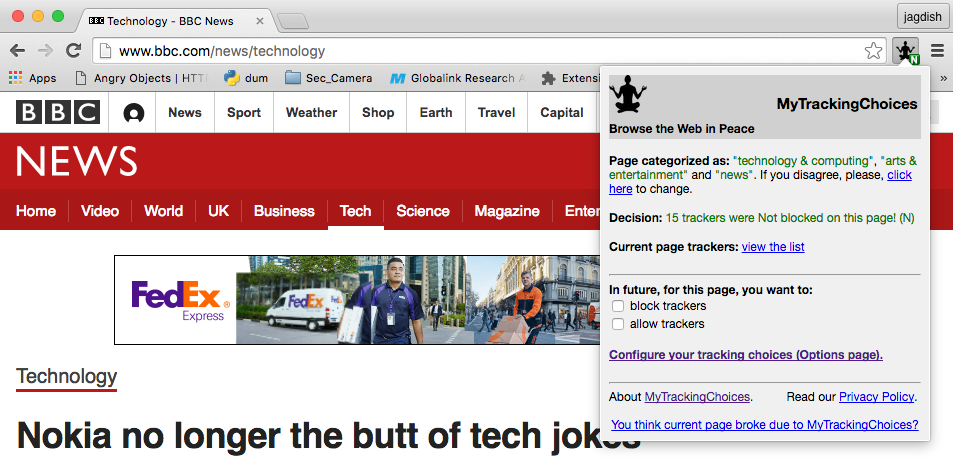 Technology - BBC News
jagdish
www.bbc.com/news/technology
N
Apps
Angry Objects | HTT
dum
Sec_Camera
Globalink Research A
Extensi
»
BBC
News
Sport
Weather
Shop
Earth
Travel
Capital
NEWS
Home
Video
World
UK
Business
Tech
Science
Magazine
Enter
FedEx®
Express
FedEx
Technology
Nokia no longer the butt of tech jokes
MyTrackingChoices
Browse the Web in Peace
Page categorized as: "technology & computing", "arts &
entertainment" and "news". If you disagree, please, click
here to change.
Decision: 15 trackers were Not blocked on this page! (N)
Current page trackers: view the list
In future, for this page, you want to:
block trackers
allow trackers
Configure your tracking choices (Options page).
About MyTrackingChoices.
Read our Privacy Policy.
You think current page broke due to MyTrackingChoices?